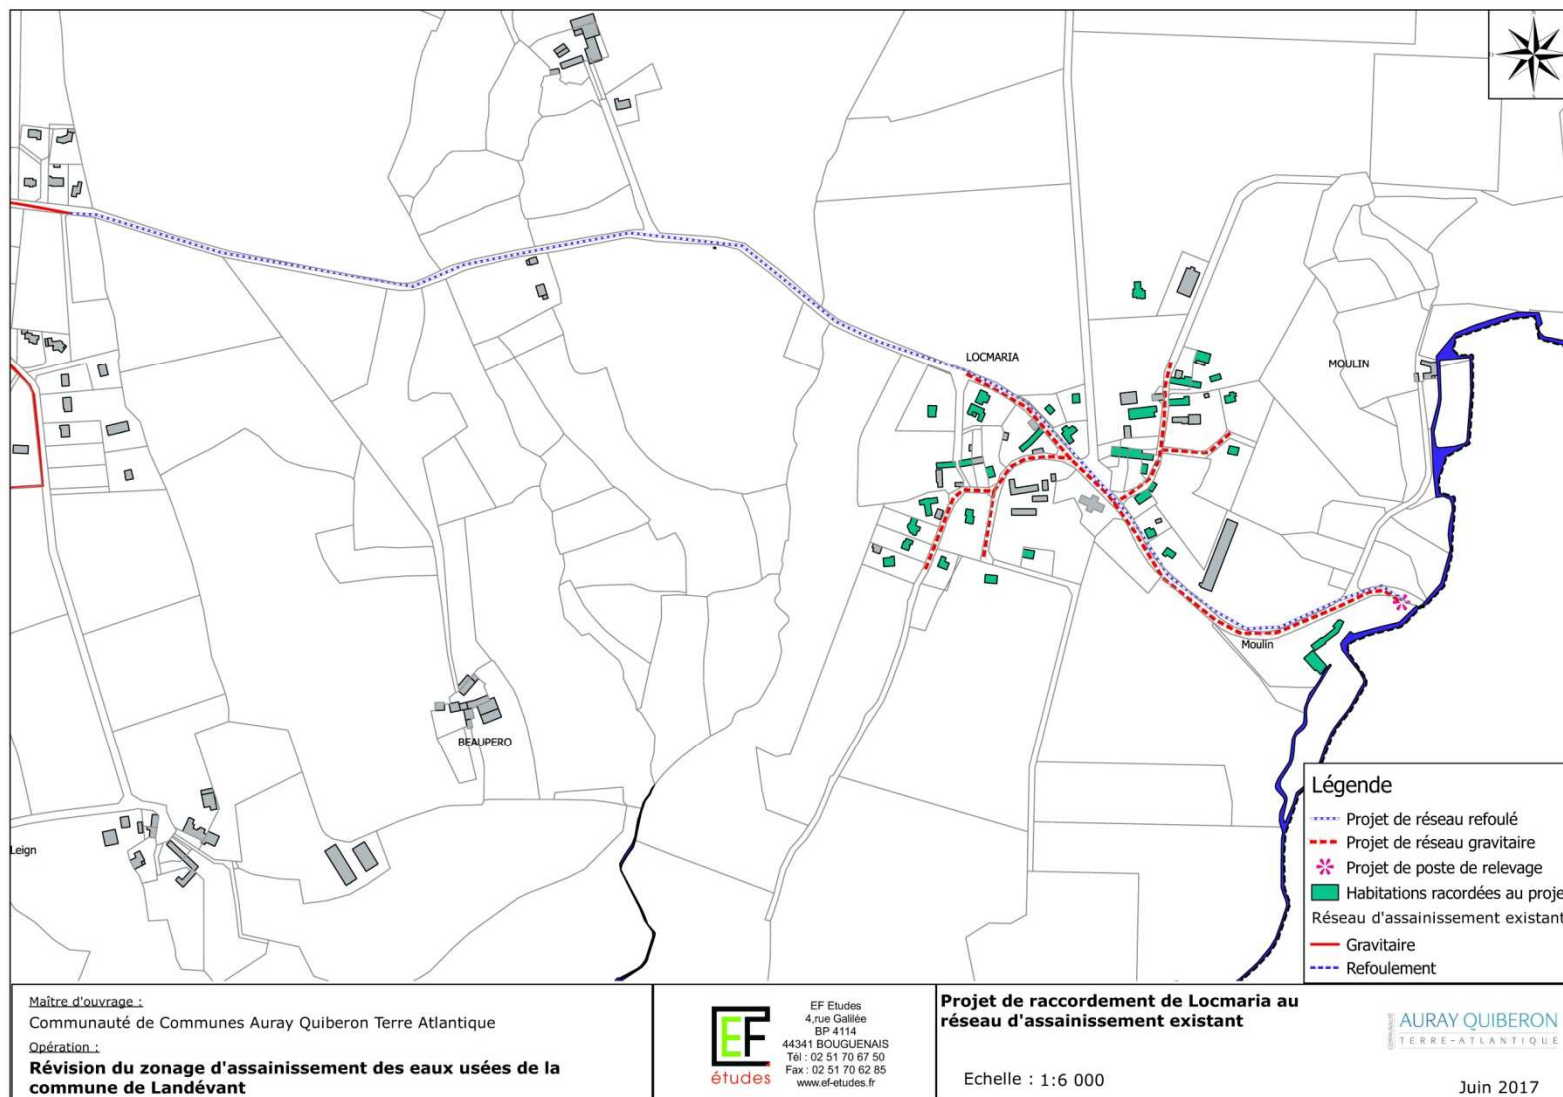 LOCMARIA
MOULIN
Moulin
BEAUPERO
Leign
Légende
Projet de réseau refoulé
Projet de réseau gravitaire
Projet de poste de relevage
Habitations racordées au proje
Réseau d'assainissement existant
Gravitaire
Refoulement
Maître d'ouvrage :
Communauté de Communes Auray Quiberon Terre Atlantique
Opération :
Révision du zonage d'assainissement des eaux usées de la
commune de Landévant
EF
études
EF Etudes
4,rue Galilée
BP 4114
44341 BOUGUENAIS
Tél : 02 51 70 67 50
Fax : 02 51 70 62 85
www.ef-etudes.fr
Projet de raccordement de Locmaria au
réseau d'assainissement existant
Echelle : 1:6 000
COMMUNAUTÉ
AURAY QUIBERON
TERRE-ATLANTIQUE
Juin 2017